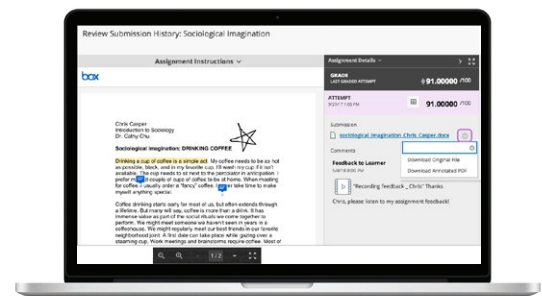 Review Submission History: Sociological Imagination
Assignment Instructions
box
Chris Casper
Introduction to Sociology
Dr. Cathy Chu
Sociological Imagination: DRINKING COFFEE
Drinking a cup of coffee is a simple act. My coffee needs to be as hot
as possible, black, and in my extra large cup. I'll wash my cup if it isn't
available. The cup needs to sit next to the percolator in anticipation. I
prefer couple of cups of coffee to be at home. When reading
for coffee, I usually order a "fancy" coffee. I never take time to make
myself anything special.
Coffee drinking starts early for most of us, but often extends through
a lifetime. But many will say, coffee is more than a drink. It has
immense value as part of the social rituals we come together to
perform. We might meet someone we haven't seen in years in a
coffeehouse. We might regularly meet our best friends in our favorite
neighborhood joint. A first date can take place while gazing over a
steaming cup. Work meetings and brainstorms require coffee. Most of
1/2
Assignment Details
GRADE
LAST GRADED ATTEMPT
91.00000 /100
ATTEMPT
91.00000 /100
Submission
sociological Imagination_Chris_Casper.docx
Comments
Download Original File
Download Annotated PDF
Feedback to Learner
"Recording Feedback _ Chris" Thanks
Chris, please listen to my assignment feedback!